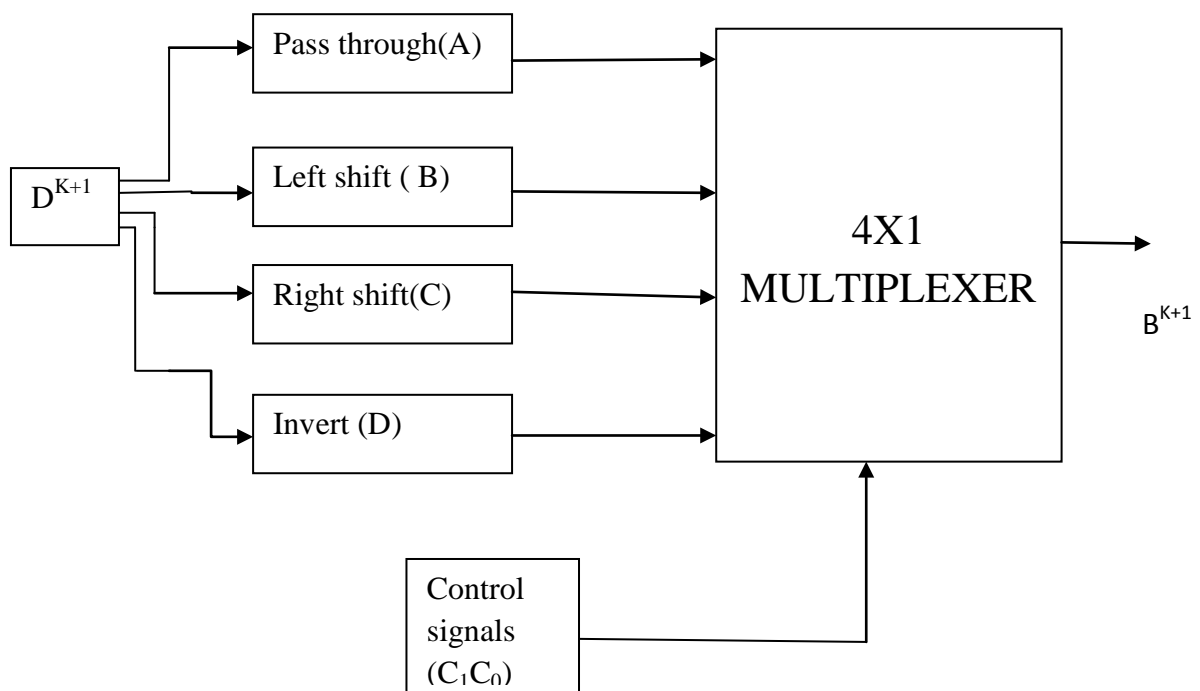 Pass through(A)
D^{K+1}
Left shift ( B)
Right shift(C)
Invert (D)
4X1
MULTIPLEXER
B^{K+1}
Control
signals
(C₁C₀)